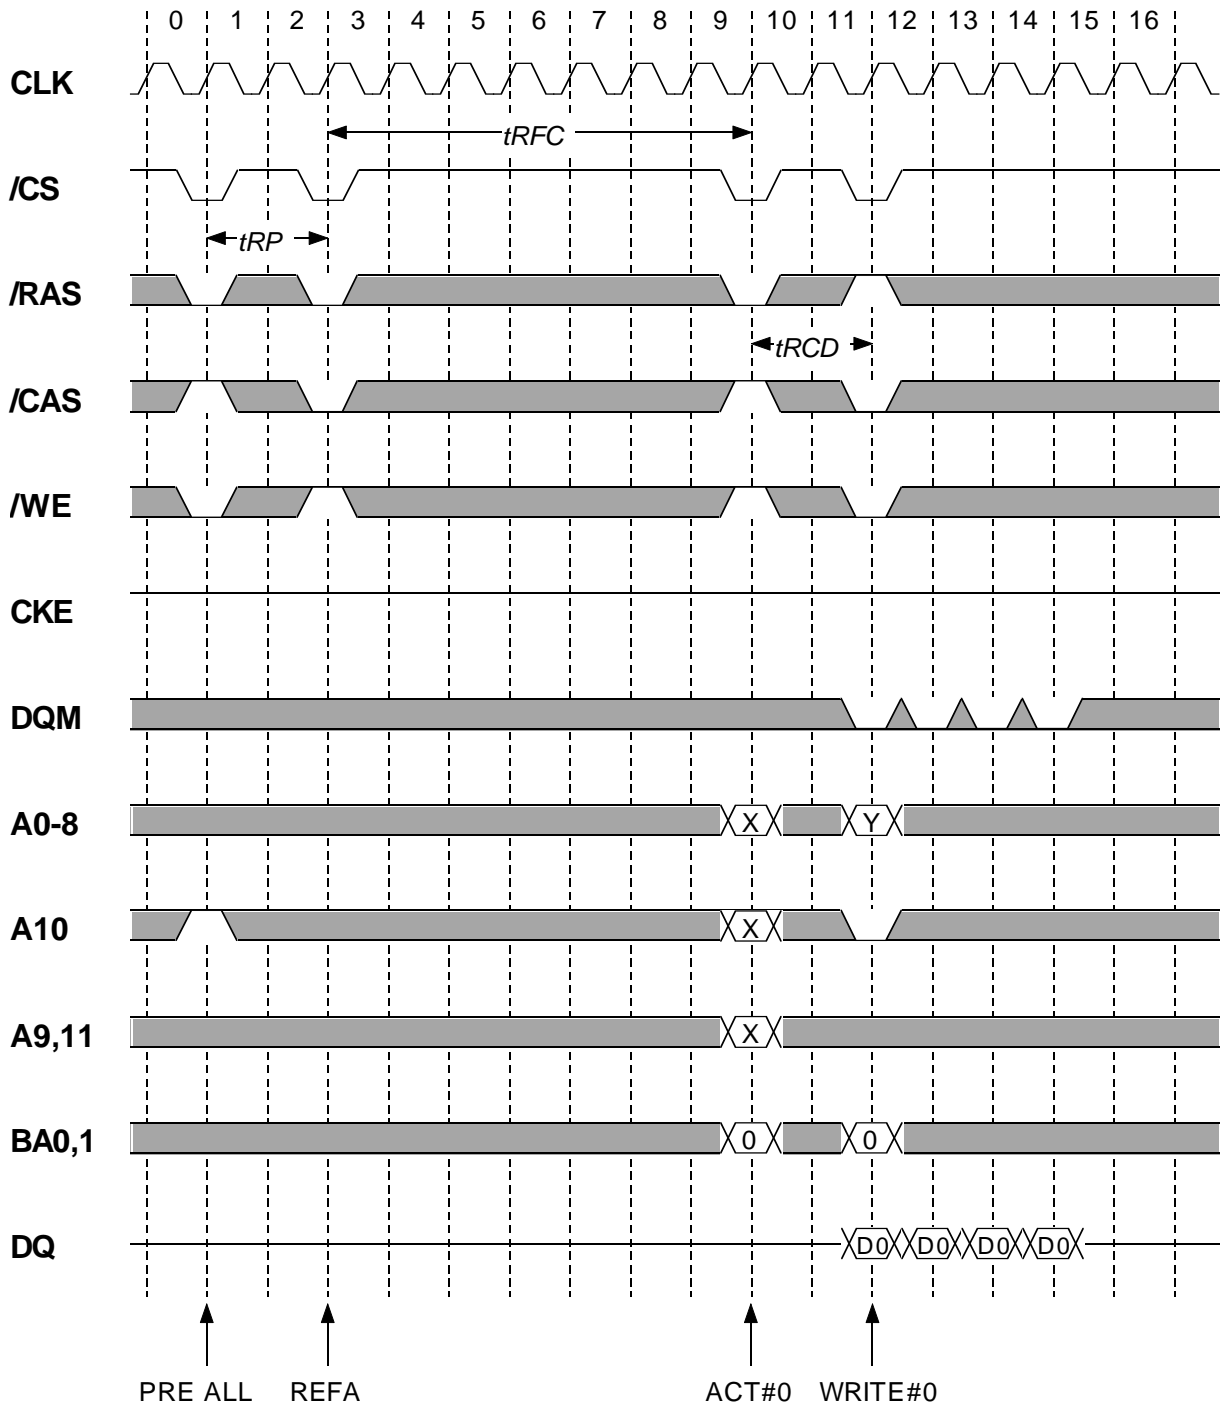 0 1 2 3 4 5 6 7 8 9 10 11 12 13 14 15 16
CLK
tRFC
/CS
tRP
/RAS
tRCD
/CAS
/WE
CKE
DQM
A0-8 X Y
A10 X
A9,11 X
BA0,1 0 0
DQ D0 D0 D0 D0
PRE ALL REFA ACT#0 WRITE#0